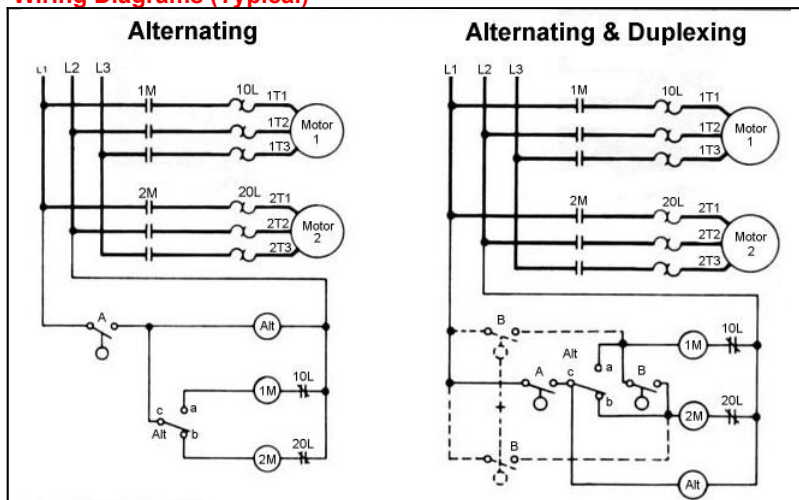 Wiring Diagrams (Typical)
Alternating
L1 L2 L3
1M 10L 1T1
1T2
1T3
Motor
1
2M 20L 2T1
2T2
2T3
Motor
2
A
Alt
1M 10L
a
c
Alt
b
2M 20L
Alternating & Duplexing
L1 L2 L3
1M 10L 1T1
1T2
1T3
Motor
1
2M 20L 2T1
2T2
2T3
Motor
2
B
10L
1M
Alt
a
A
c
B
b
20L
2M
B
Alt